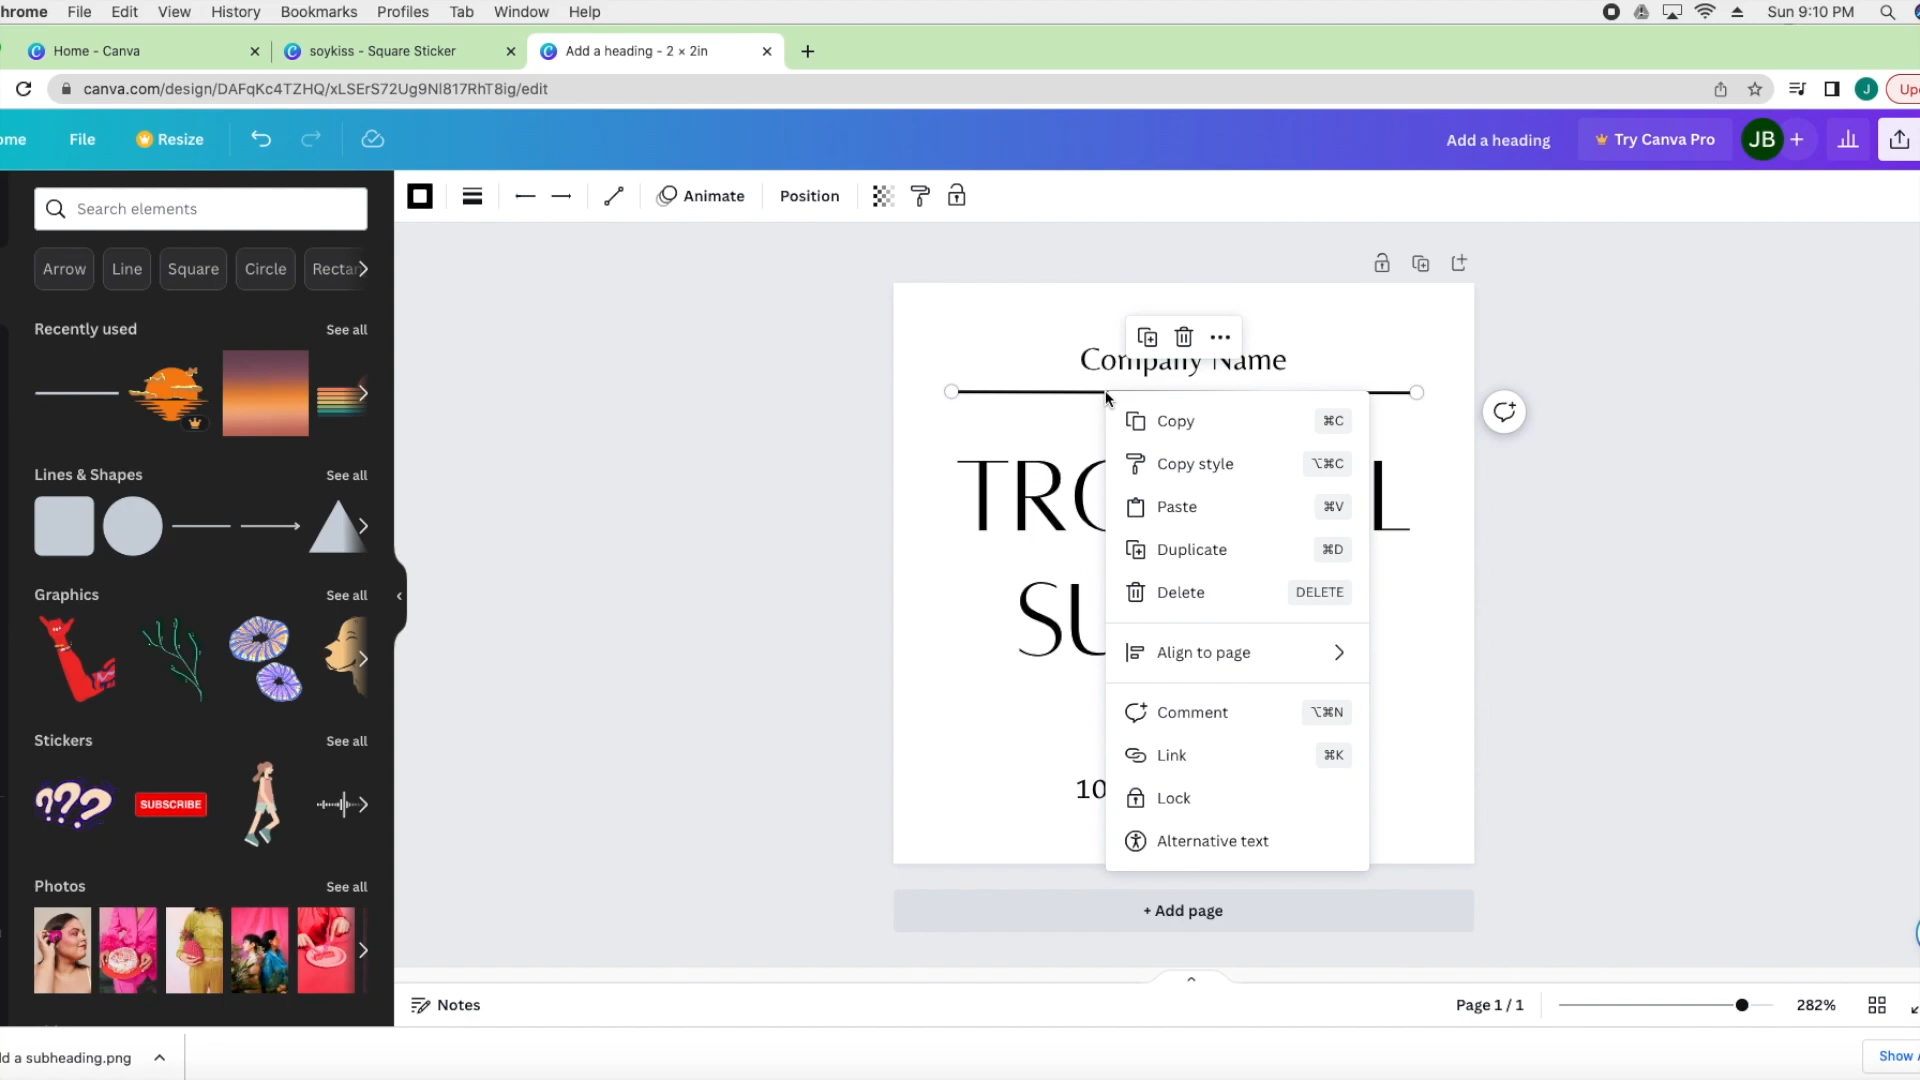 hrome File Edit View History Bookmarks Profiles Tab Window Help Sun 9:10 PM
Home - Canva soykiss - Square Sticker Add a heading - 2 × 2in
canva.com/design/DAFqKc4TZHQ/xLSErS72Ug9NI817RhT8ig/edit J Up
ome File Resize Add a heading Try Canva Pro JB +
Search elements
Animate Position
Arrow Line Square Circle Rectan
Recently used See all
Company Name
Lines & Shapes See all
TRO L
SU
10
Copy ⌘C
Copy style ⌥⌘C
Paste ⌘V
Duplicate ⌘D
Delete DELETE
Align to page
Comment ⌥⌘N
Link ⌘K
Lock
Alternative text
Graphics See all
Stickers See all
???
SUBSCRIBE
Photos See all
+ Add page
Notes Page 1 / 1 282%
ld a subheading.png Show A